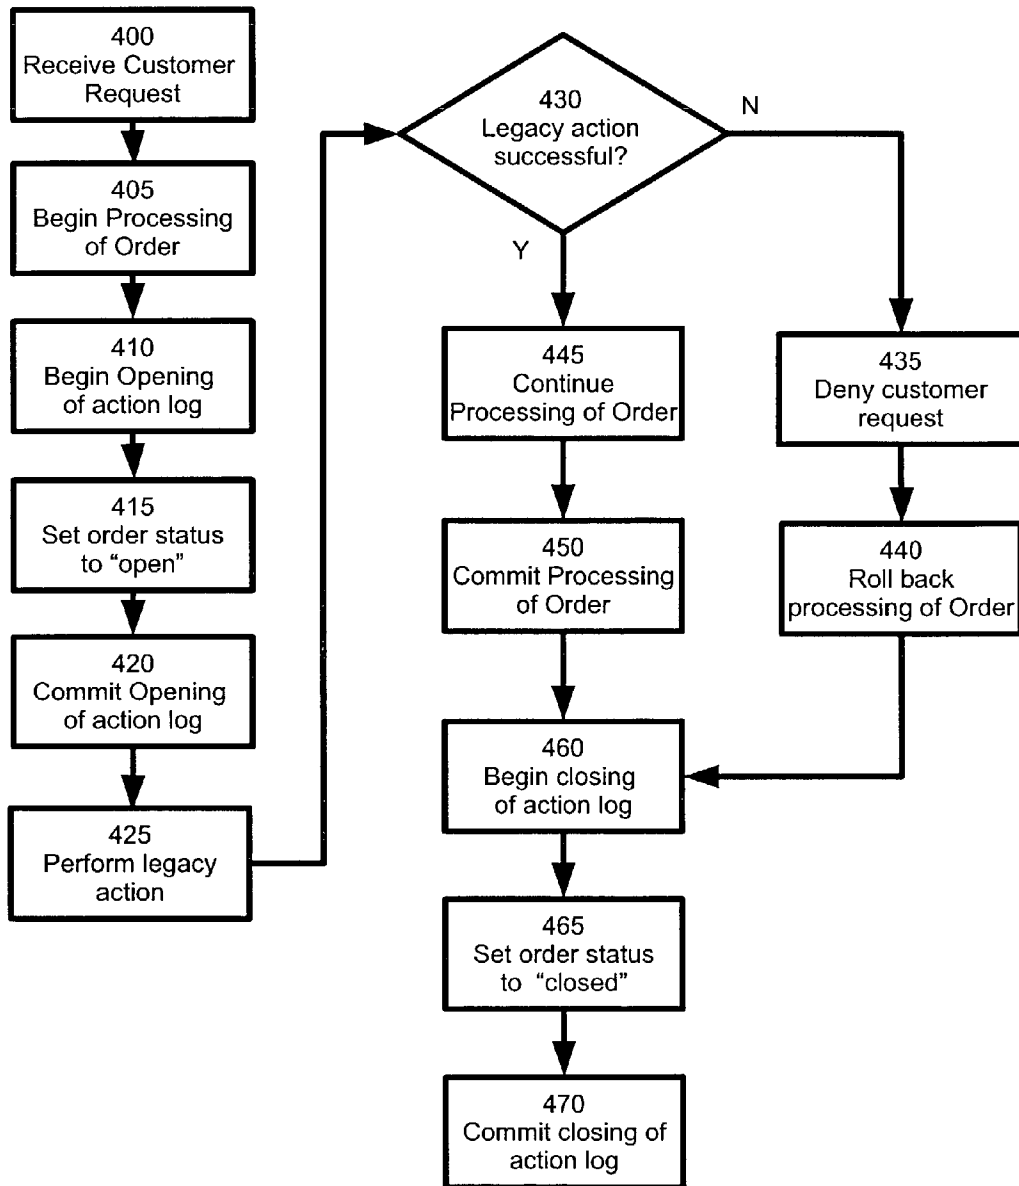 400
Receive Customer
Request
405
Begin Processing
of Order
410
Begin Opening
of action log
415
Set order status
to “open”
420
Commit Opening
of action log
425
Perform legacy
action
430
Legacy action
successful?
N
Y
445
Continue
Processing of Order
435
Deny customer
request
450
Commit Processing
of Order
440
Roll back
processing of Order
460
Begin closing
of action log
465
Set order status
to “closed”
470
Commit closing of
action log